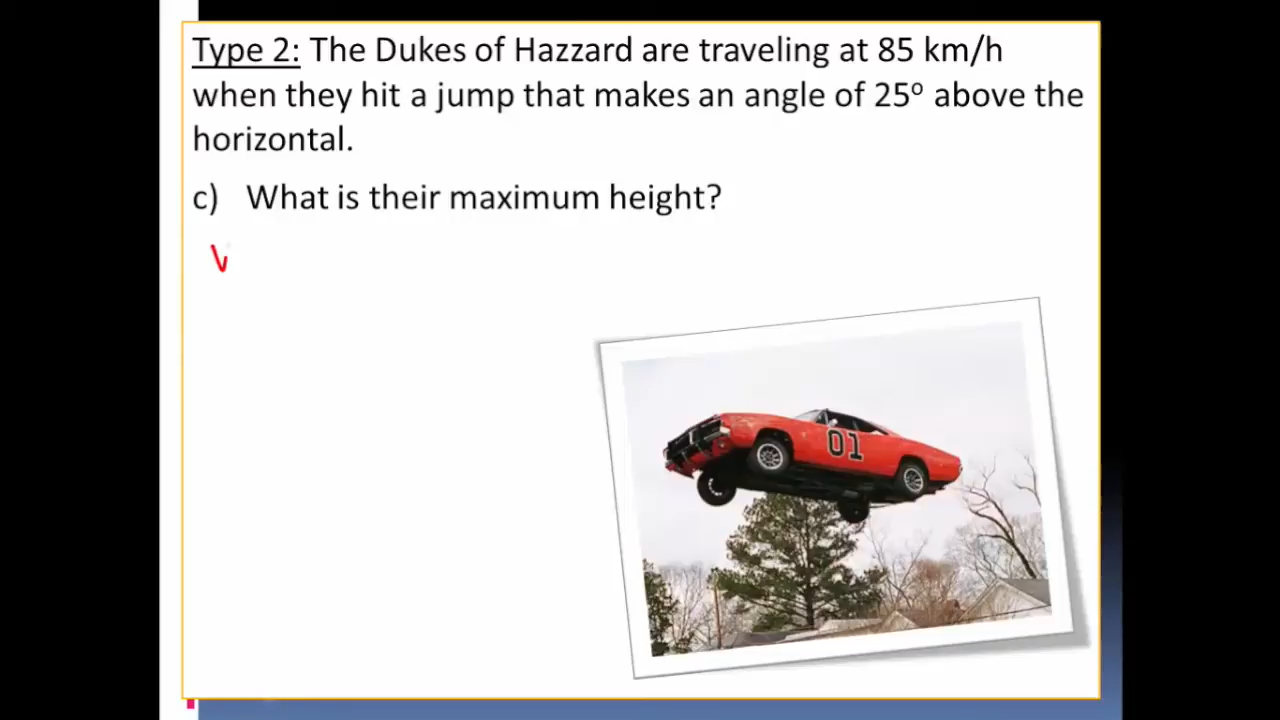 Type 2: The Dukes of Hazzard are traveling at 85 km/h
when they hit a jump that makes an angle of 25º above the
horizontal.
c) What is their maximum height?
V
01